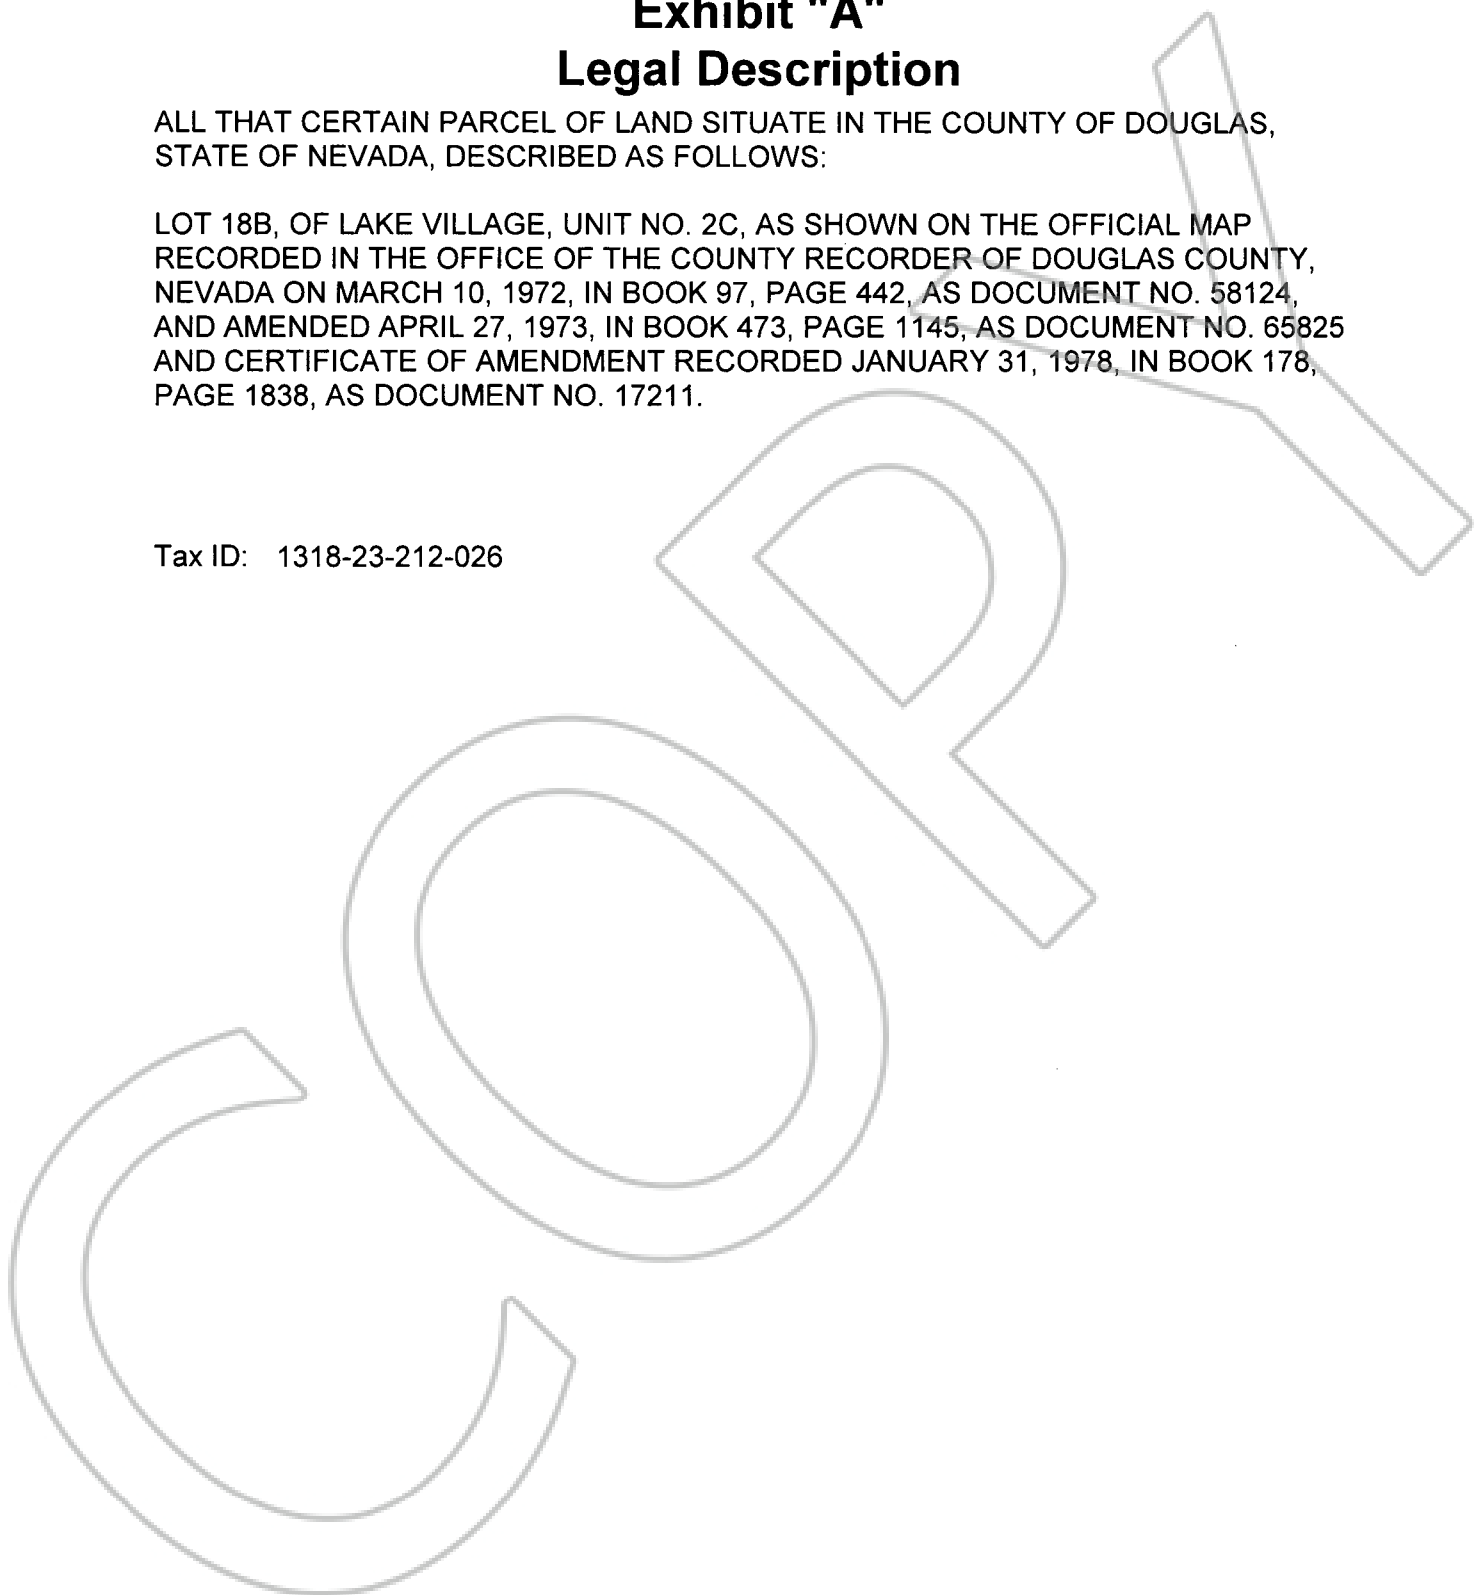 Exhibit "A"
Legal Description
ALL THAT CERTAIN PARCEL OF LAND SITUATE IN THE COUNTY OF DOUGLAS,
STATE OF NEVADA, DESCRIBED AS FOLLOWS:
LOT 18B, OF LAKE VILLAGE, UNIT NO. 2C, AS SHOWN ON THE OFFICIAL MAP
RECORDED IN THE OFFICE OF THE COUNTY RECORDER OF DOUGLAS COUNTY,
NEVADA ON MARCH 10, 1972, IN BOOK 97, PAGE 442, AS DOCUMENT NO. 58124,
AND AMENDED APRIL 27, 1973, IN BOOK 473, PAGE 1145, AS DOCUMENT NO. 65825
AND CERTIFICATE OF AMENDMENT RECORDED JANUARY 31, 1978, IN BOOK 178,
PAGE 1838, AS DOCUMENT NO. 17211.
Tax ID: 1318-23-212-026
COPY